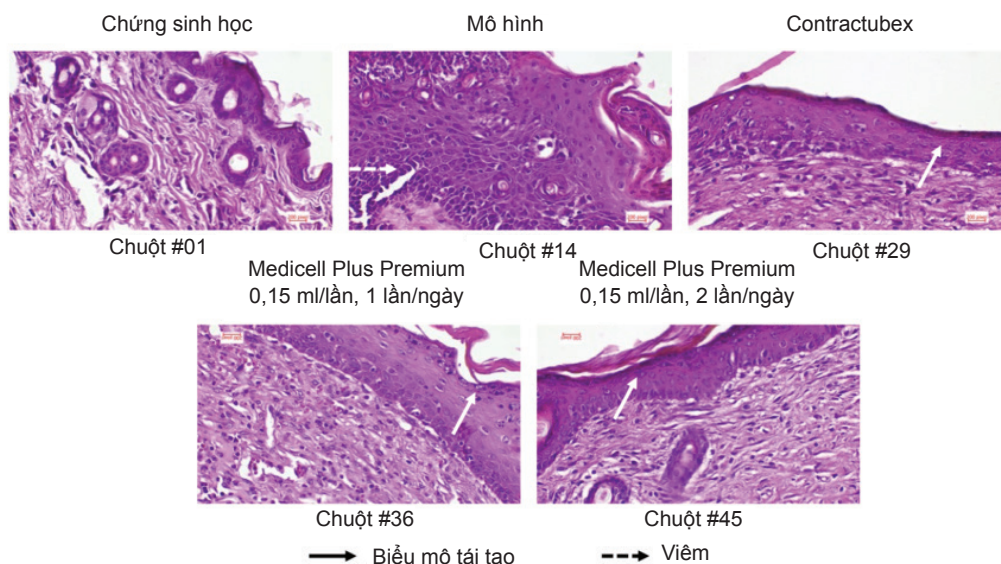 Chứng sinh học
Mô hình
Contractubex
Chuột #01
Chuột #14
Chuột #29
Medicell Plus Premium
0,15 ml/lần, 1 lần/ngày
Medicell Plus Premium
0,15 ml/lần, 2 lần/ngày
Chuột #36
Chuột #45
Biểu mô tái tạo
Viêm